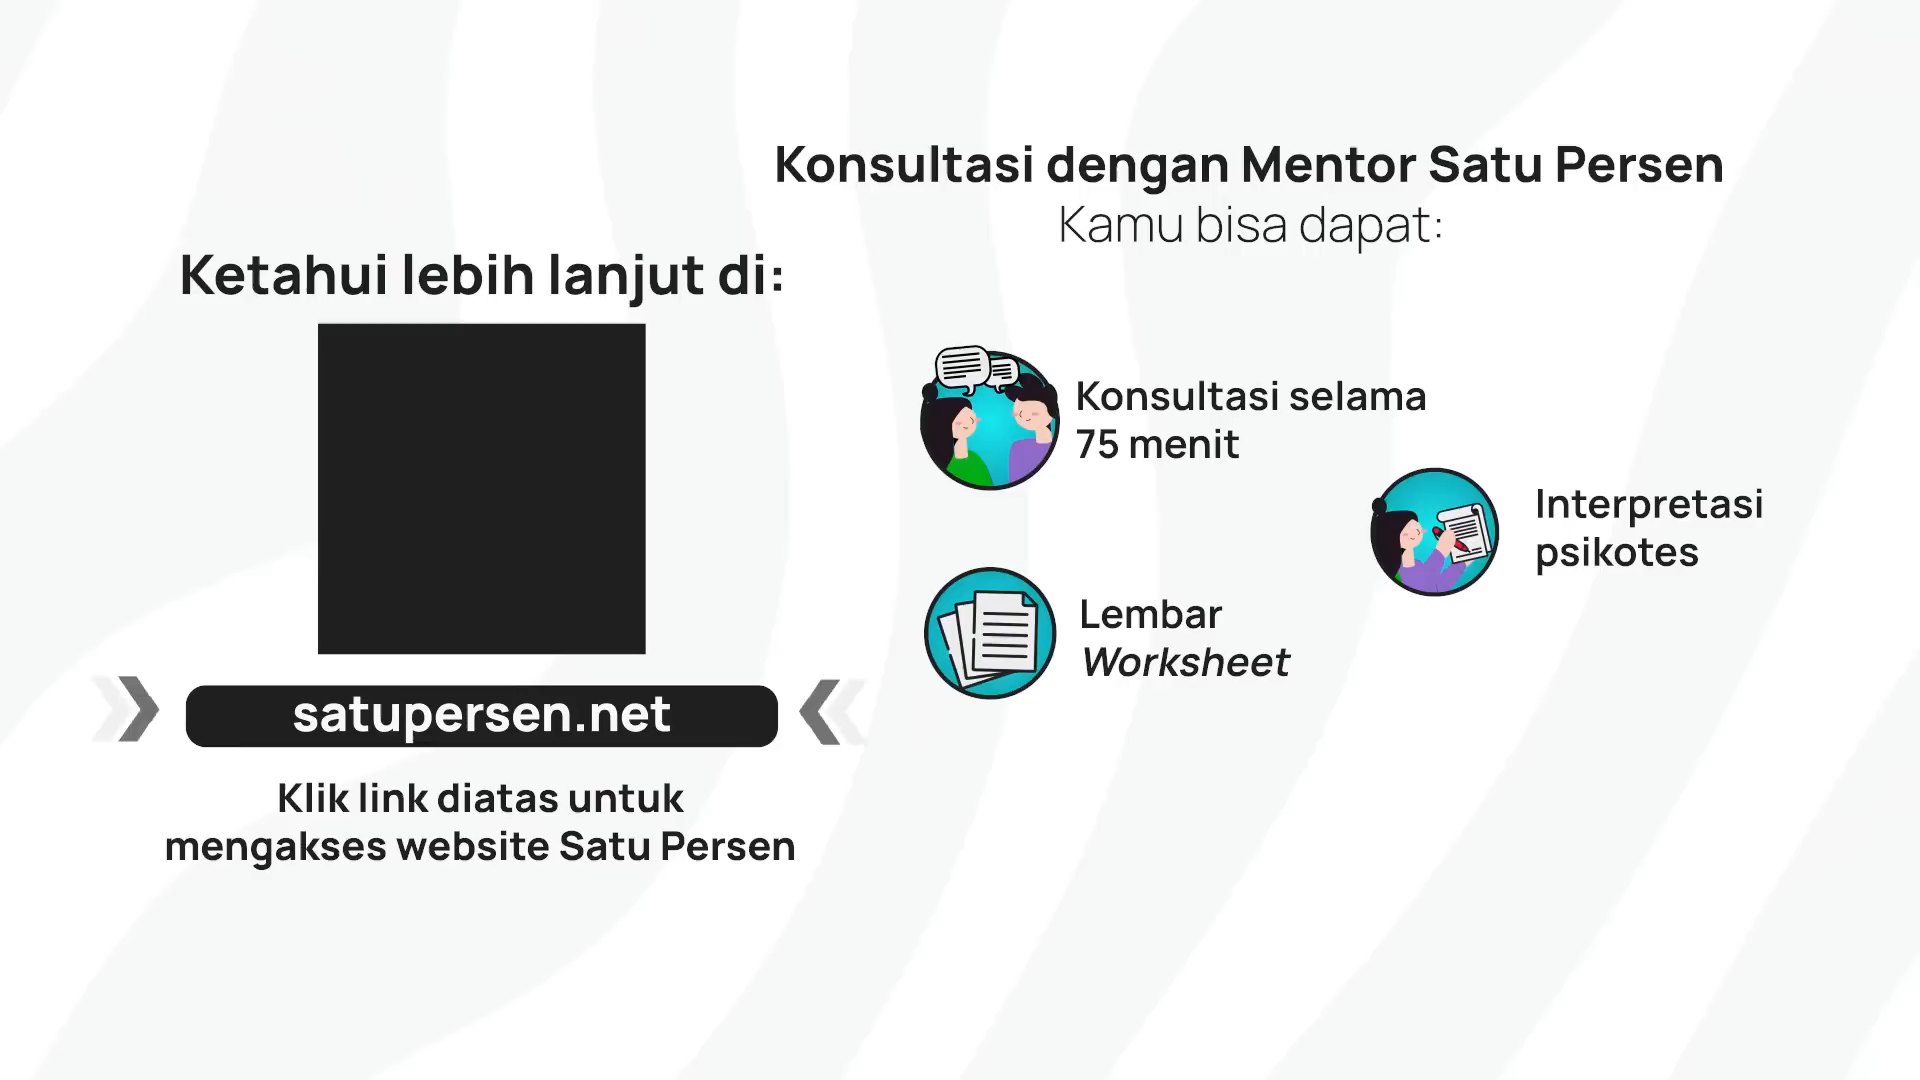 Ketahui lebih lanjut di:
satupersen.net
Klik link diatas untuk
mengakses website Satu Persen
Konsultasi dengan Mentor Satu Persen
Kamu bisa dapat:
Konsultasi selama
75 menit
Interpretasi
psikotes
Lembar
Worksheet